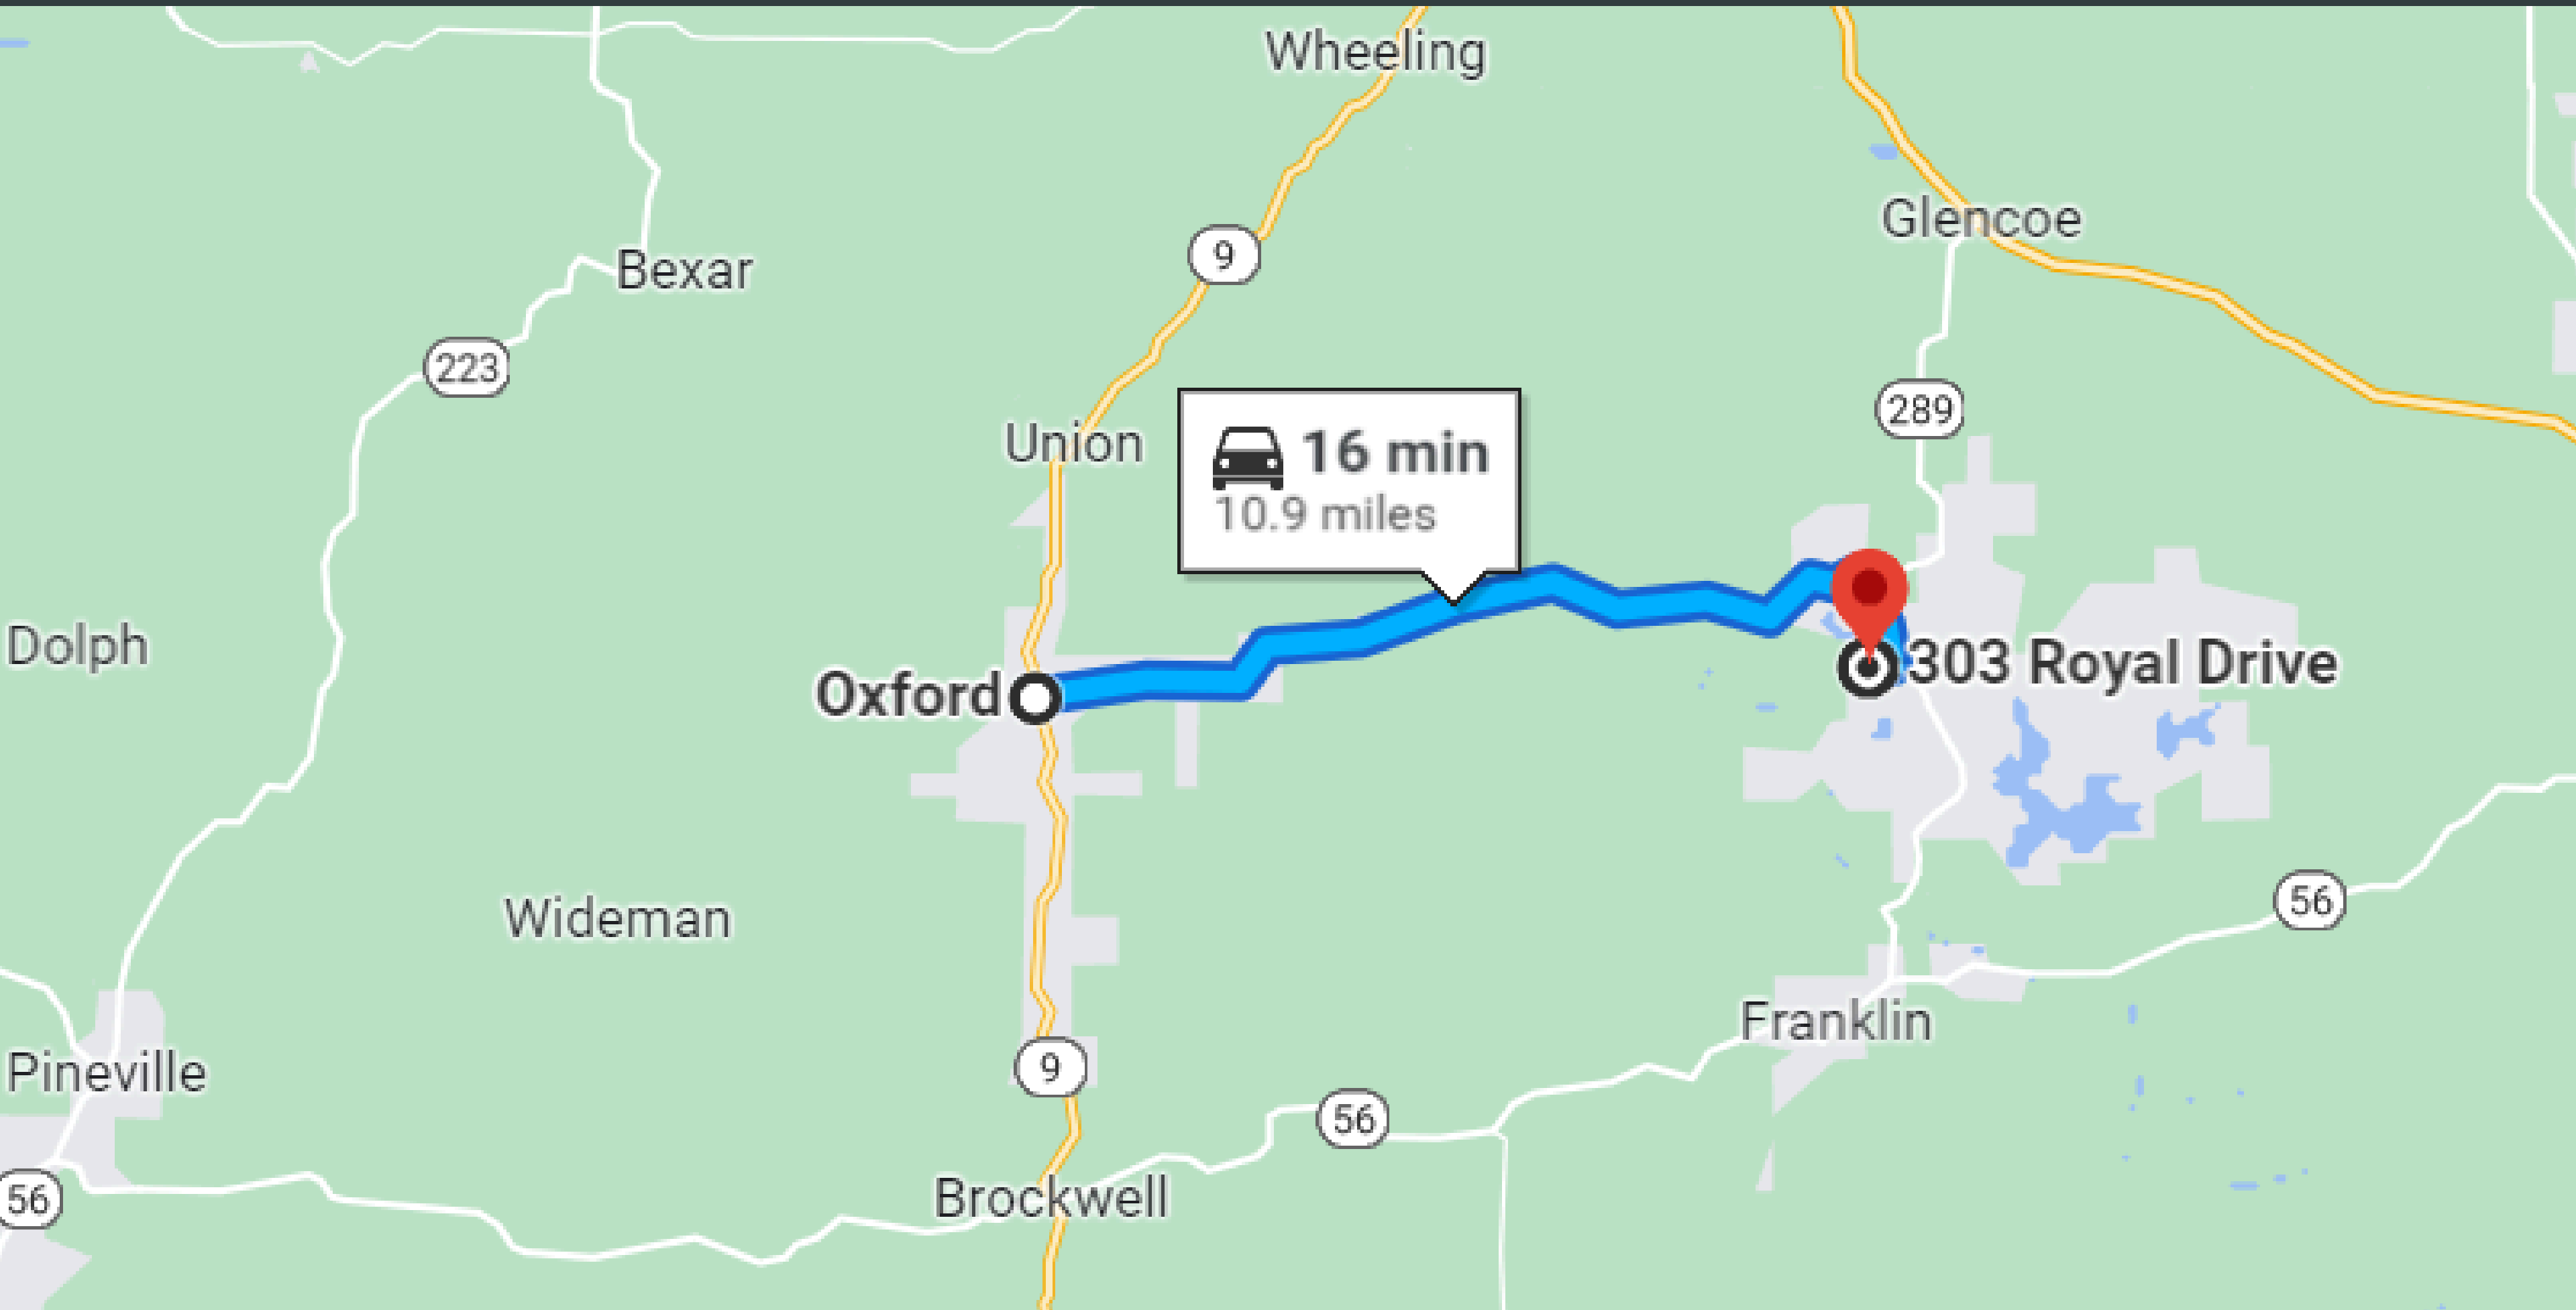 Wheeling
Glencoe
9
Bexar
223
289
Union
16 min
10.9 miles
Dolph
Oxford
303 Royal Drive
Wideman
56
Franklin
Pineville
9
56
56
Brockwell